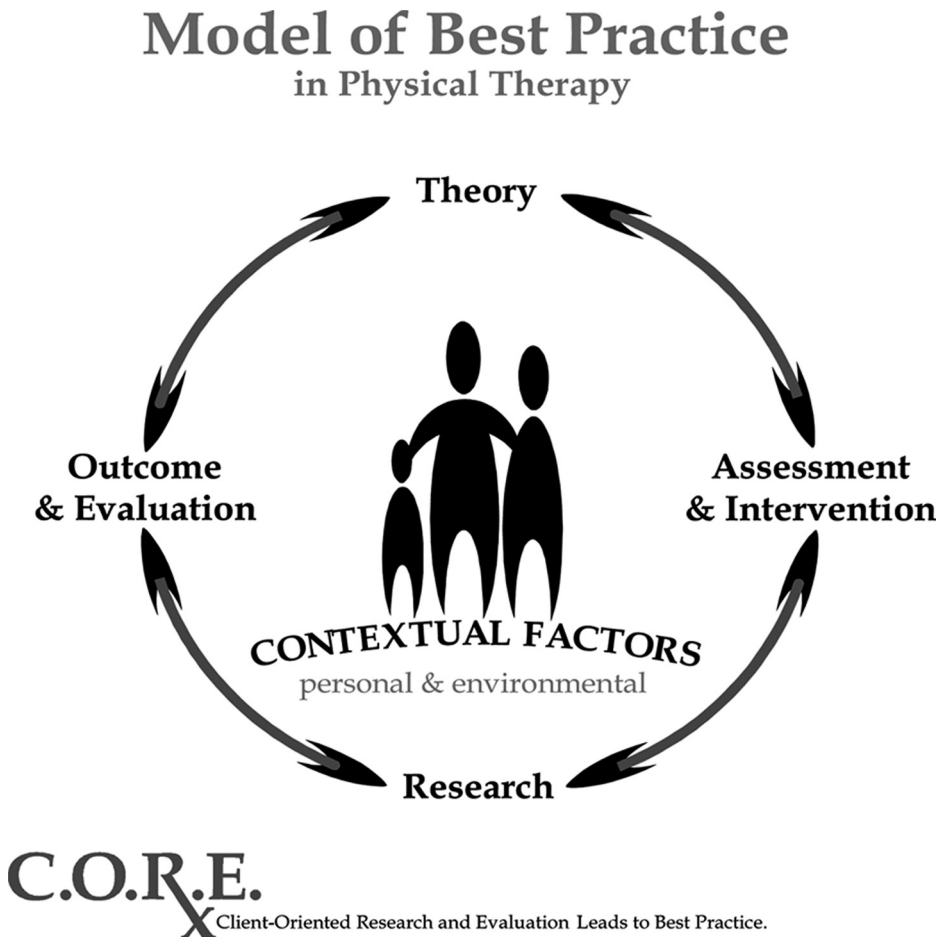 Model of Best Practice
in Physical Therapy
Theory
Outcome
& Evaluation
Assessment
& Intervention
CONTEXTUAL FACTORS
personal & environmental
Research
C.O.R.E.
x Client-Oriented Research and Evaluation Leads to Best Practice.